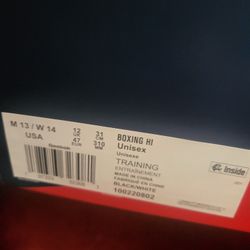 M 13 / W 14
USA
12
UK
47
EUR
31
CM
310
MM
Reebok
BOXING HI
Unisex
Unisexe
TRAINING
ENTRAINEMENT
MADE IN CHINA
FABRIQUÉ EN CHINE
BLACK/WHITE
100220802
Inside